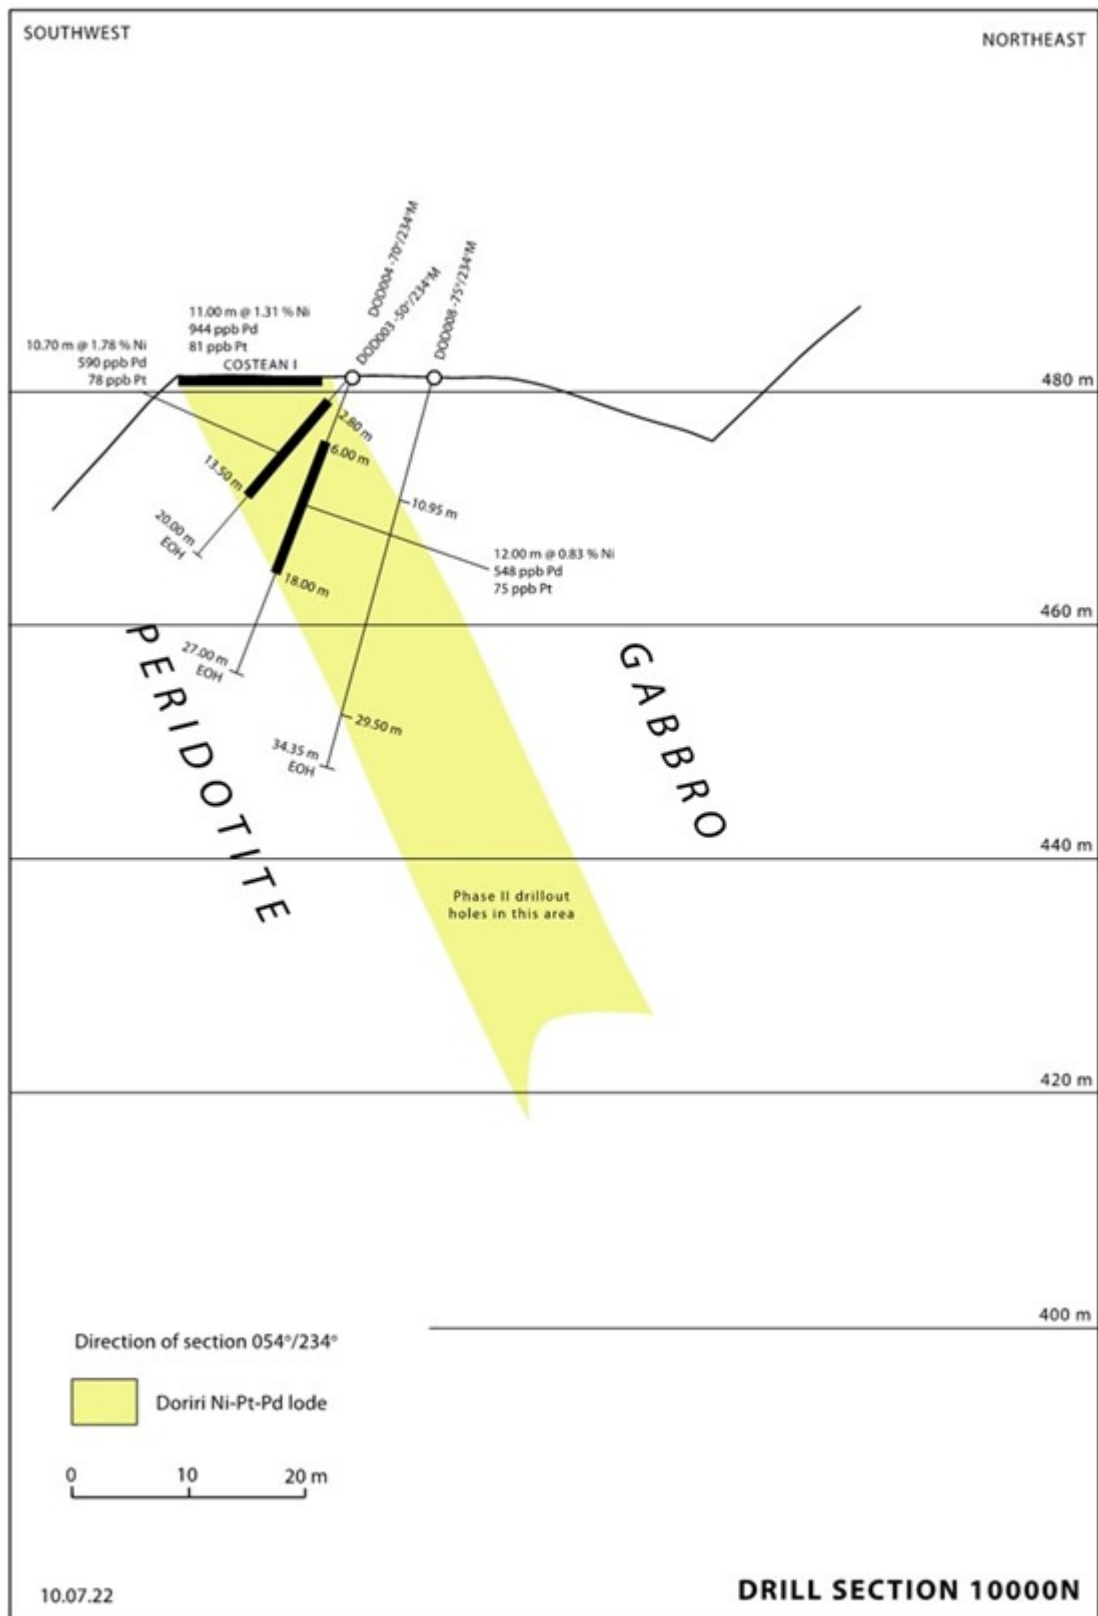 SOUTHWEST
NORTHEAST
DOD004 -70°/234°M
DOD003 -50°/234°M
DOD008 -75°/234°M
11.00 m @ 1.31 % Ni
944 ppb Pd
81 ppb Pt
COSTEAN I
10.70 m @ 1.78 % Ni
590 ppb Pd
78 ppb Pt
480 m
2.80 m
6.00 m
13.50 m
10.95 m
20.00 m
EOH
12.00 m @ 0.83 % Ni
548 ppb Pd
75 ppb Pt
18.00 m
460 m
27.00 m
EOH
PERIDOTITE
GABBRO
29.50 m
34.35 m
EOH
440 m
Phase II drillout
holes in this area
420 m
400 m
Direction of section 054°/234°
Doriri Ni-Pt-Pd lode
0 10 20 m
10.07.22
DRILL SECTION 10000N